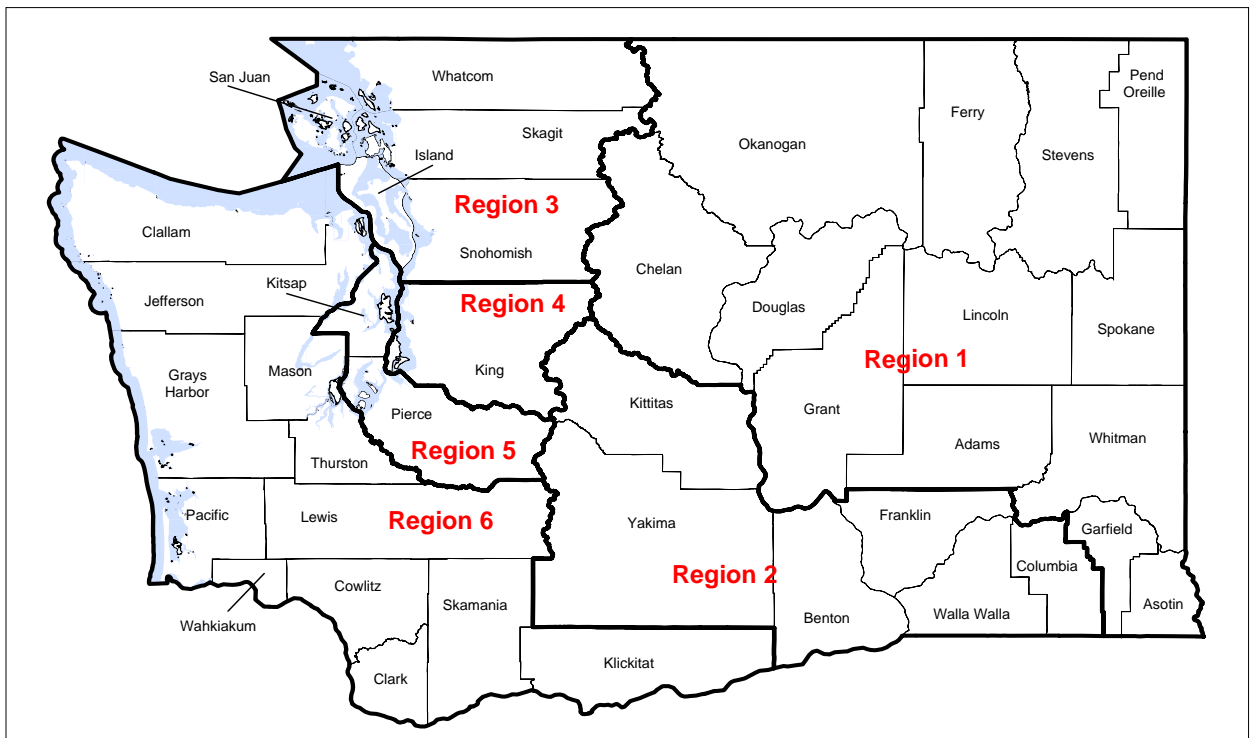 San Juan
Whatcom
Pend
Oreille
Ferry
Skagit
Okanogan
Stevens
Island
Region 3
Clallam
Snohomish
Chelan
Kitsap
Jefferson
Region 4
Douglas
Lincoln
Spokane
Region 1
Grays
Harbor
Mason
King
Kittitas
Grant
Pierce
Whitman
Adams
Region 5
Thurston
Pacific
Lewis
Region 6
Yakima
Franklin
Garfield
Columbia
Region 2
Cowlitz
Skamania
Asotin
Wahkiakum
Benton
Walla Walla
Klickitat
Clark